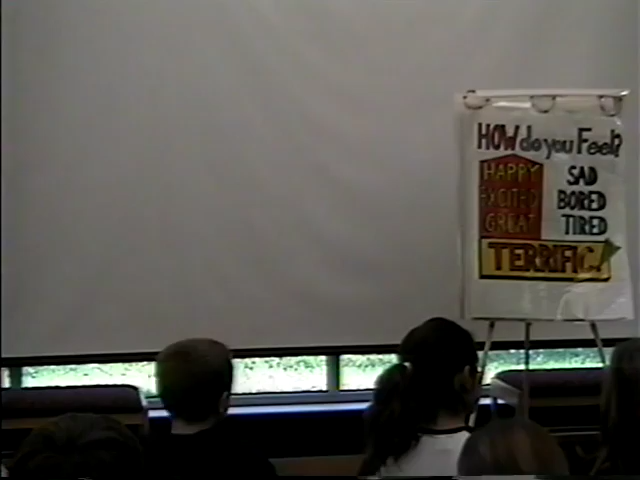 HOW do you Feel?
HAPPY SAD
EXCITED BORED
GREAT TIRED
TERRIFIC!